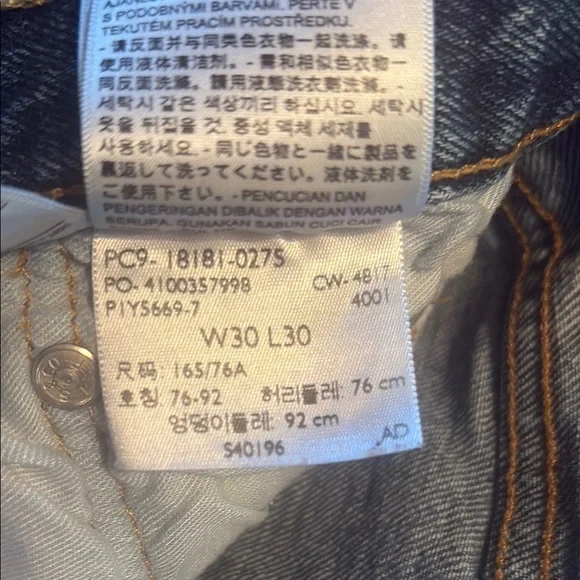 S PODOBNÝMI BARVAMI. PERTE V
TEKUTÉM PRACÍM PROSTŘEDKU.
- 请反面并与同类色衣物一起洗涤。请
使用液体清洁剂。- 需和相似色衣物一
同反面洗滌。請用液態洗衣劑洗滌. -
세탁시 같은 색상끼리 하십시요. 세탁시
옷을 뒤집을 것. 중성 액체 세제를
사용하세요. - 同じ色物と一緒に製品を
裏返して洗ってください。液体洗剤をご
使用下さい。- PENCUCIAN DAN
PENGERINGAN DIBALIK DENGAN WARNA
SERUPA. GUNAKAN SABUN CUCI CAIR
PC9- 18181-0275
PO- 4100357998 CW- 4817
P1Y5669-7 4001
W30 L30
尺码: 165/76A
호칭: 76-92 허리둘레: 76 cm
엉덩이둘레: 92 cm
S40196 AD